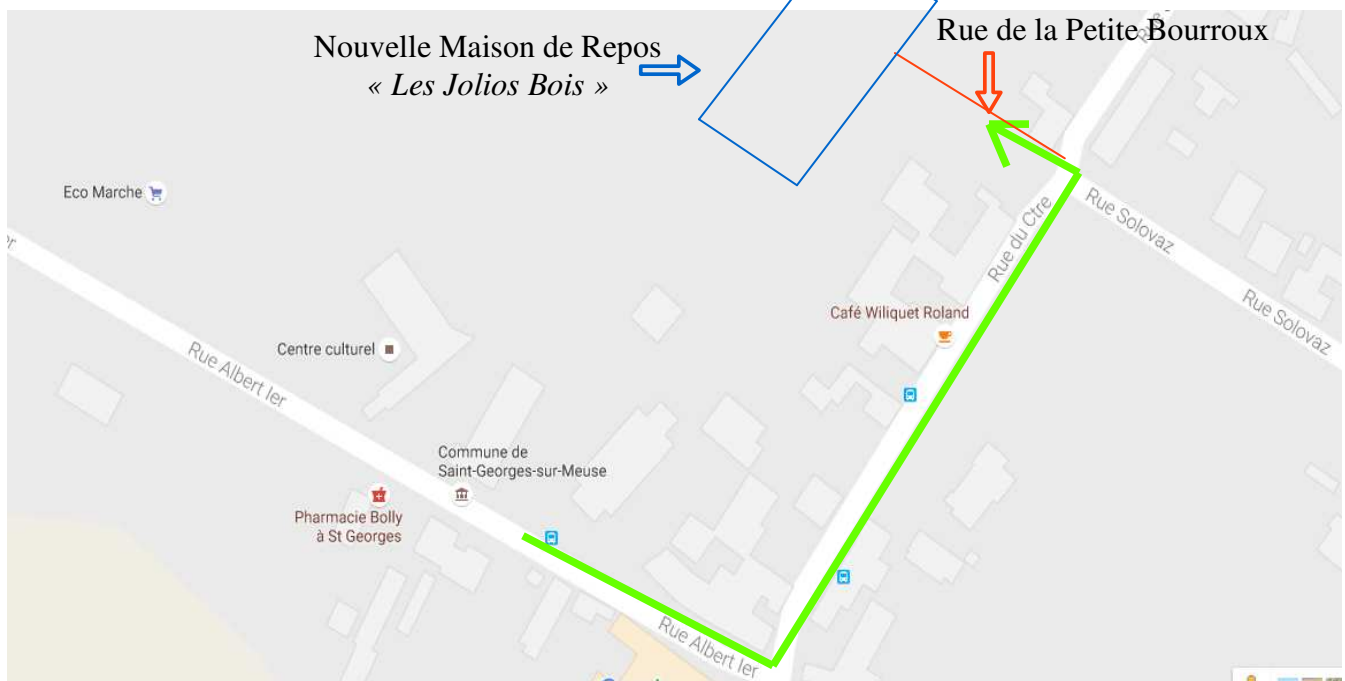 Nouvelle Maison de Repos
« Les Jolios Bois »
Rue de la Petite Bourroux
Eco Marche
Rue Solovaz
Rue du Ctre
Rue Solovaz
Café Wiliquet Roland
Centre culturel
Rue Albert Ier
Commune de
Saint-Georges-sur-Meuse
Pharmacie Bolly
à St Georges
Rue Albert Ier